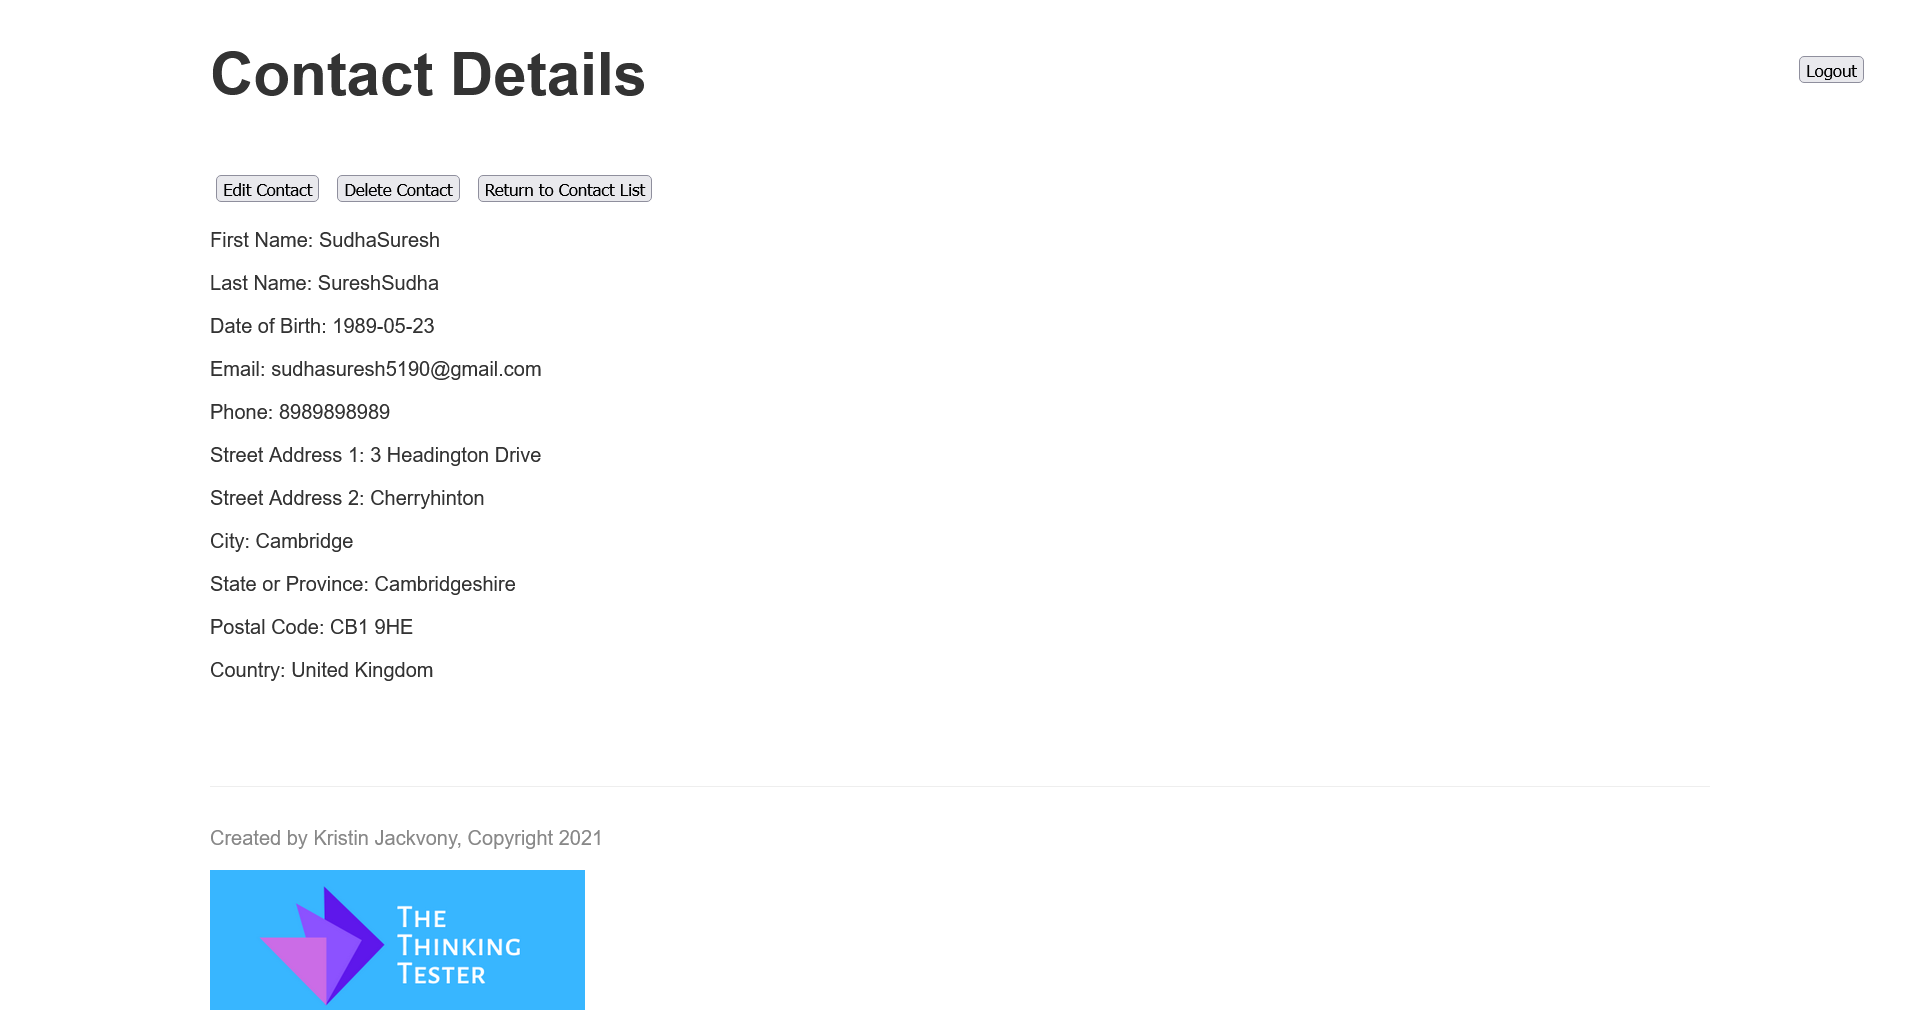 Contact Details
Logout
Edit Contact Delete Contact Return to Contact List
First Name: SudhaSuresh
Last Name: SureshSudha
Date of Birth: 1989-05-23
Email: sudhasuresh5190@gmail.com
Phone: 8989898989
Street Address 1: 3 Headington Drive
Street Address 2: Cherryhinton
City: Cambridge
State or Province: Cambridgeshire
Postal Code: CB1 9HE
Country: United Kingdom
Created by Kristin Jackvony, Copyright 2021
THE
THINKING
TESTER